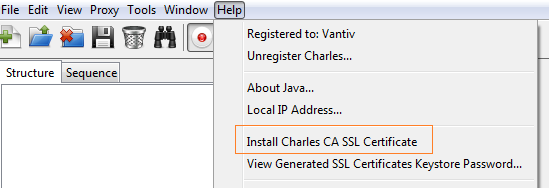 File Edit View Proxy Tools Window Help
Structure Sequence
Registered to: Vantiv
Unregister Charles...
About Java...
Local IP Address...
Install Charles CA SSL Certificate
View Generated SSL Certificates Keystore Password...